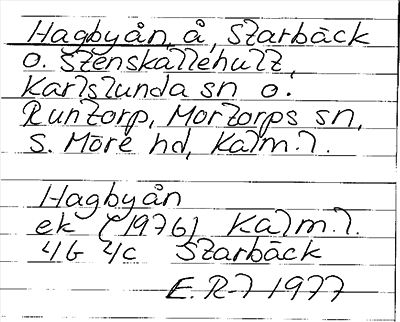 Hagbyån, å, Starbäck
o. Stenskallehult,
Karlslunda sn o.
Runtorp, Mortorps sn,
S. Möre hd, Kalm. l.
Hagbyån
ek (1976) Kalm. l.
4G 4c Starbäck
E. R-l 1977